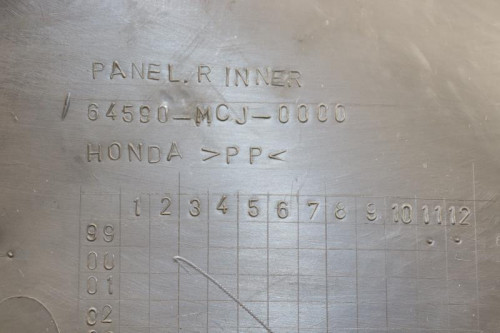 PANEL.R INNER
64590-MCJ-0000
HONDA >PP<
1 2 3 4 5 6 7 8 9 10 11 12
99
00
01
02